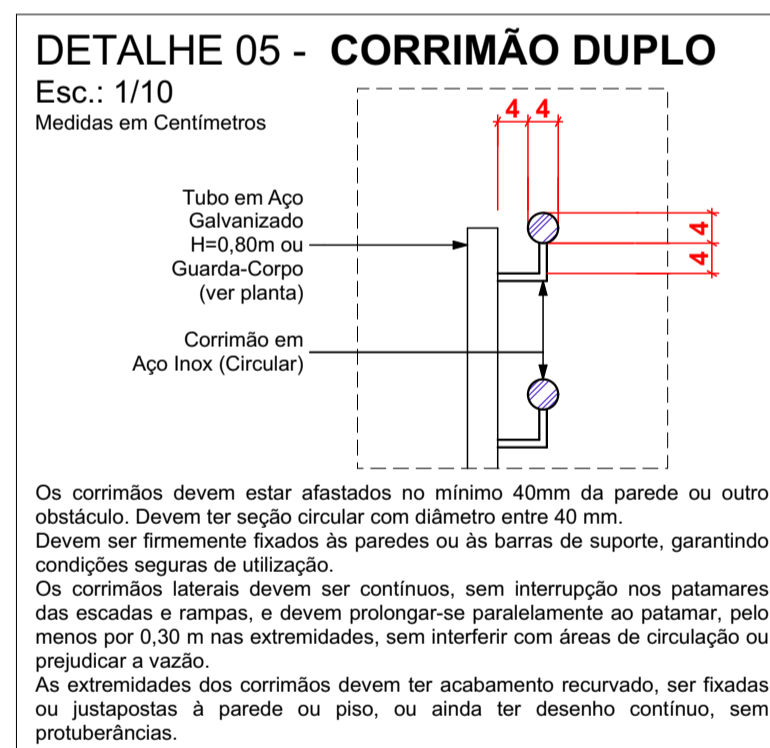 DETALHE 05 - CORRIMÃO DUPLO
Esc.: 1/10
Medidas em Centímetros
4 4
Tubo em Aço
Galvanizado
H=0,80m ou
Guarda-Corpo
(ver planta)
4
4
Corrimão em
Aço Inox (Circular)
Os corrimãos devem estar afastados no mínimo 40mm da parede ou outro
obstáculo. Devem ter seção circular com diâmetro entre 40 mm.
Devem ser firmemente fixados às paredes ou às barras de suporte, garantindo
condições seguras de utilização.
Os corrimãos laterais devem ser contínuos, sem interrupção nos patamares
das escadas e rampas, e devem prolongar-se paralelamente ao patamar, pelo
menos por 0,30 m nas extremidades, sem interferir com áreas de circulação ou
prejudicar a vazão.
As extremidades dos corrimãos devem ter acabamento recurvado, ser fixadas
ou justapostas à parede ou piso, ou ainda ter desenho contínuo, sem
protuberâncias.